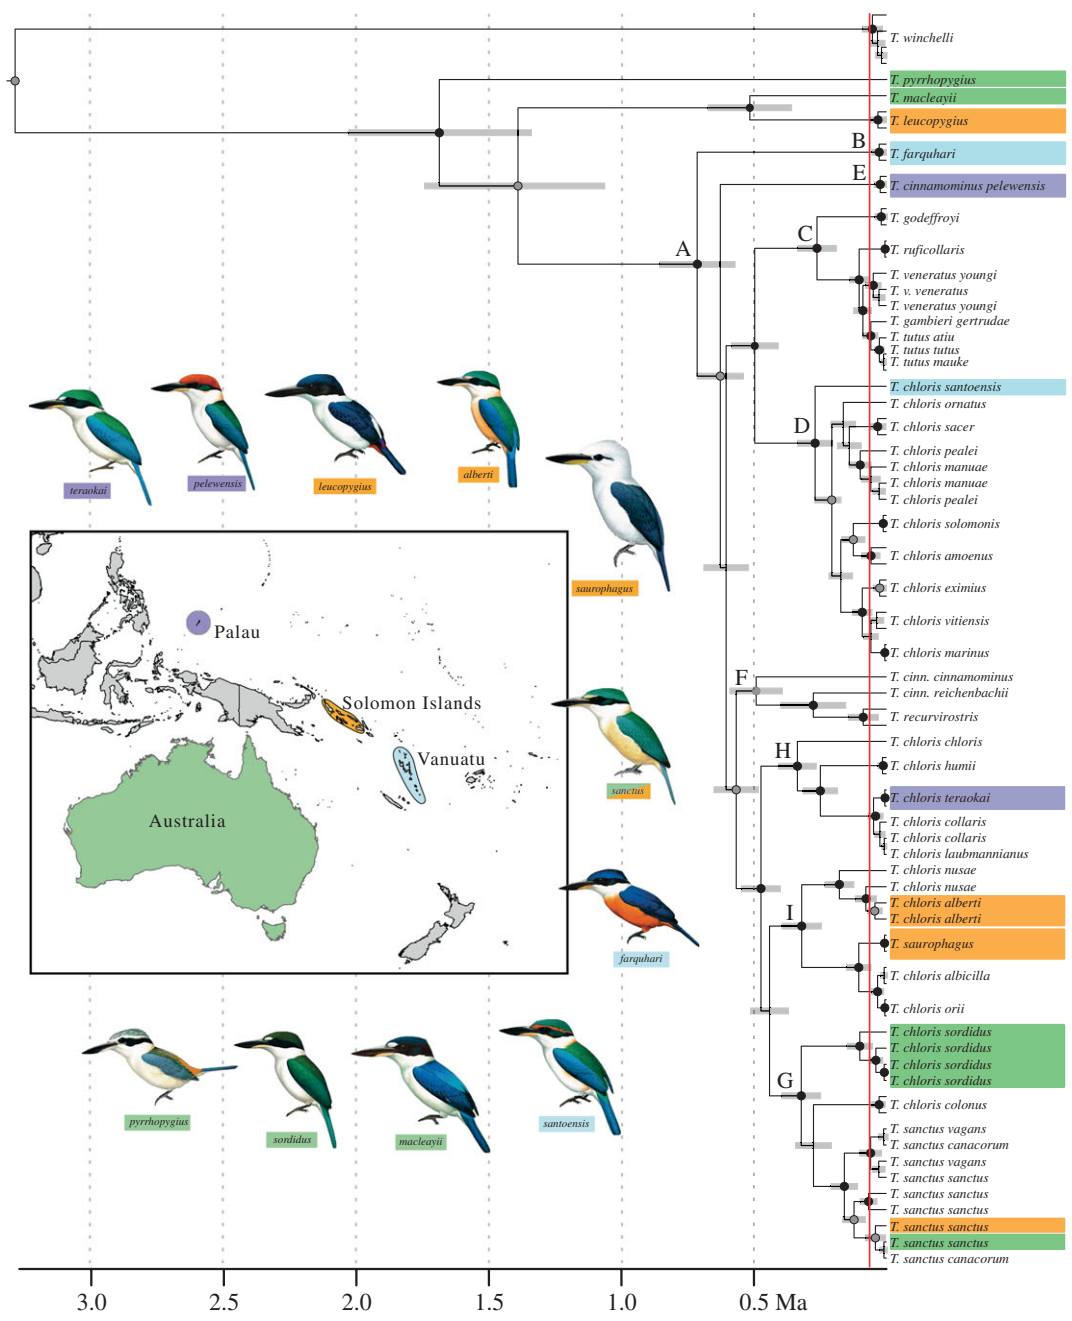 T. winchelli
T. pyrrhopygius
T. macleayii
T. leucopygius
B
T. farquhari
E
T. cinnamominus pelewensis
T. godeffroyi
C
A
T. ruficollaris
T. veneratus youngi
T. v. veneratus
T. veneratus youngi
T. gambieri gertrudae
T. tutus atiu
T. tutus tutus
T. tutus mauke
T. chloris santoensis
T. chloris ornatus
D
T. chloris sacer
T. chloris pealei
T. chloris manuae
T. chloris manuae
T. chloris pealei
T. chloris solomonis
T. chloris amoenus
T. chloris eximius
T. chloris vitiensis
T. chloris marinus
F
T. cinn. cinnamominus
T. cinn. reichenbachii
T. recurvirostris
H
T. chloris chloris
T. chloris humii
T. chloris teraokai
T. chloris collaris
T. chloris collaris
T. chloris laubmannianus
T. chloris nusae
T. chloris nusae
T. chloris alberti
I
T. chloris alberti
T. saurophagus
T. chloris albicilla
T. chloris orii
T. chloris sordidus
T. chloris sordidus
T. chloris sordidus
G
T. chloris sordidus
T. chloris colonus
T. sanctus vagans
T. sanctus canacorum
T. sanctus vagans
T. sanctus sanctus
T. sanctus sanctus
T. sanctus sanctus
T. sanctus sanctus
T. sanctus sanctus
T. sanctus canacorum
teraokai
pelewensis
leucopygius
alberti
saurophagus
Palau
Solomon Islands
Vanuatu
Australia
sanctus
farquhari
pyrrhopygius
sordidus
macleayii
santoensis
3.0 2.5 2.0 1.5 1.0 0.5 Ma